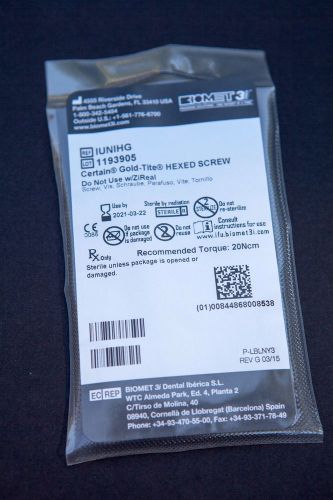 4555 Riverside Drive
Palm Beach Gardens, FL 33410 USA
1-800-342-5454
Outside U.S.: +1-561-776-6700
www.biomet3i.com
BIOMET 3i
REF IUNIHG
LOT 1193905
Certain® Gold-Tite® HEXED SCREW
Do Not Use w/ZiReal
Screw, Vis, Schraube, Parafuso, Vite, Tornillo
CE 0086
Use by
2021-03-22
Sterile by radiation
STERILE R
Do not re-sterilize
Do not use if package is damaged
Do not reuse
Consult instructions for use
ifu.biomet3i.com
Rx Only
Recommended Torque: 20Ncm
Sterile unless package is opened or
damaged.
(01)00844868008538
P-LBLNY3
REV G 03/15
EC REP
BIOMET 3i Dental Ibérica S.L.
WTC Almeda Park, Ed. 4, Planta 2
C/Tirso de Molina, 40
08940, Cornellà de Llobregat (Barcelona) Spain
Phone: +34-93-470-55-00, Fax: